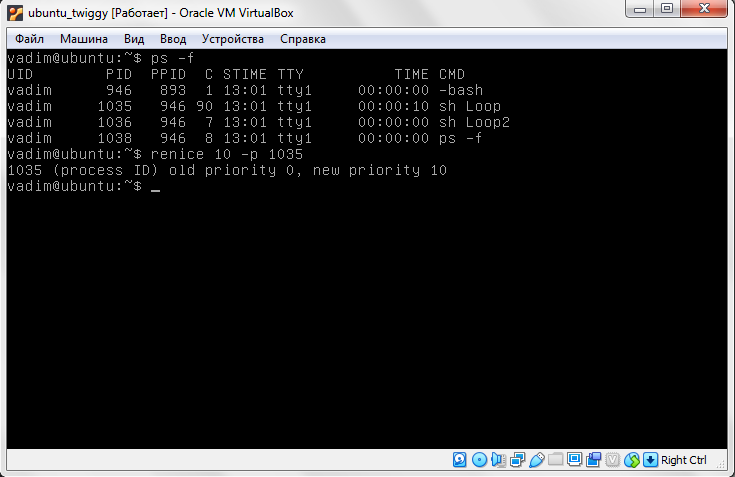 ubuntu_twiggy [Работает] - Oracle VM VirtualBox
Файл Машина Вид Ввод Устройства Справка
vadim@ubuntu:~$ ps -f
UID PID PPID C STIME TTY TIME CMD
vadim 946 893 1 13:01 tty1 00:00:00 -bash
vadim 1035 946 90 13:01 tty1 00:00:10 sh Loop
vadim 1036 946 7 13:01 tty1 00:00:00 sh Loop2
vadim 1038 946 8 13:01 tty1 00:00:00 ps -f
vadim@ubuntu:~$ renice 10 -p 1035
1035 (process ID) old priority 0, new priority 10
vadim@ubuntu:~$ _
Right Ctrl